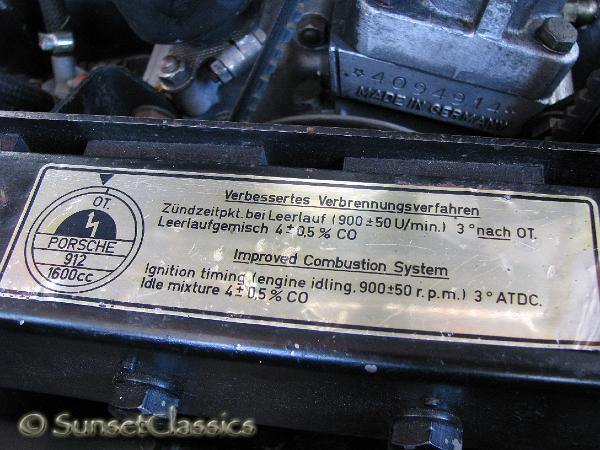 *4094914*
MADE IN GERMANY
OT.
PORSCHE
912
1600cc
Verbessertes Verbrennungsverfahren
Zündzeitpkt. bei Leerlauf (900±50 U/min.) 3° nach OT.
Leerlaufgemisch 4±0,5% CO
Improved Combustion System
Ignition timing (engine idling, 900±50 r.p.m.) 3° ATDC.
Idle mixture 4±0,5% CO
© SunsetClassics